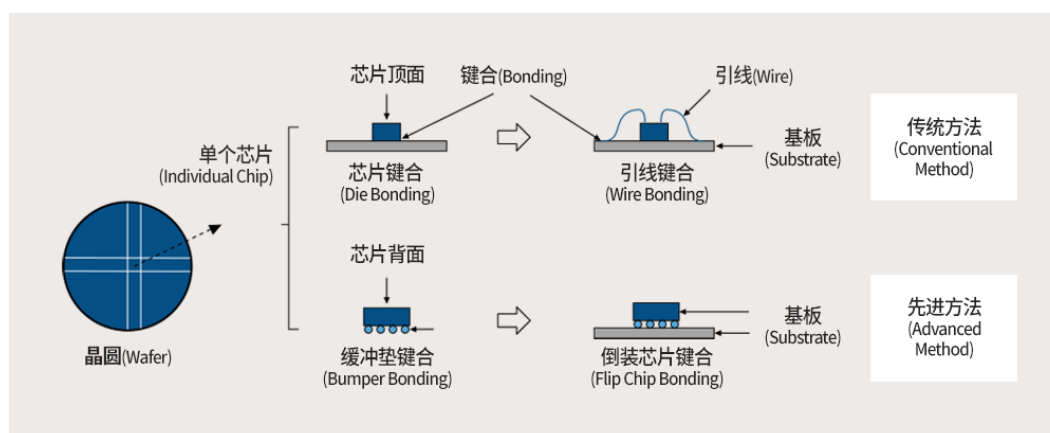 芯片顶面
键合(Bonding)
引线(Wire)
单个芯片
(Individual Chip)
芯片键合
(Die Bonding)
引线键合
(Wire Bonding)
基板
(Substrate)
传统方法
(Conventional
Method)
晶圆(Wafer)
芯片背面
缓冲垫键合
(Bumper Bonding)
倒装芯片键合
(Flip Chip Bonding)
基板
(Substrate)
先进方法
(Advanced
Method)